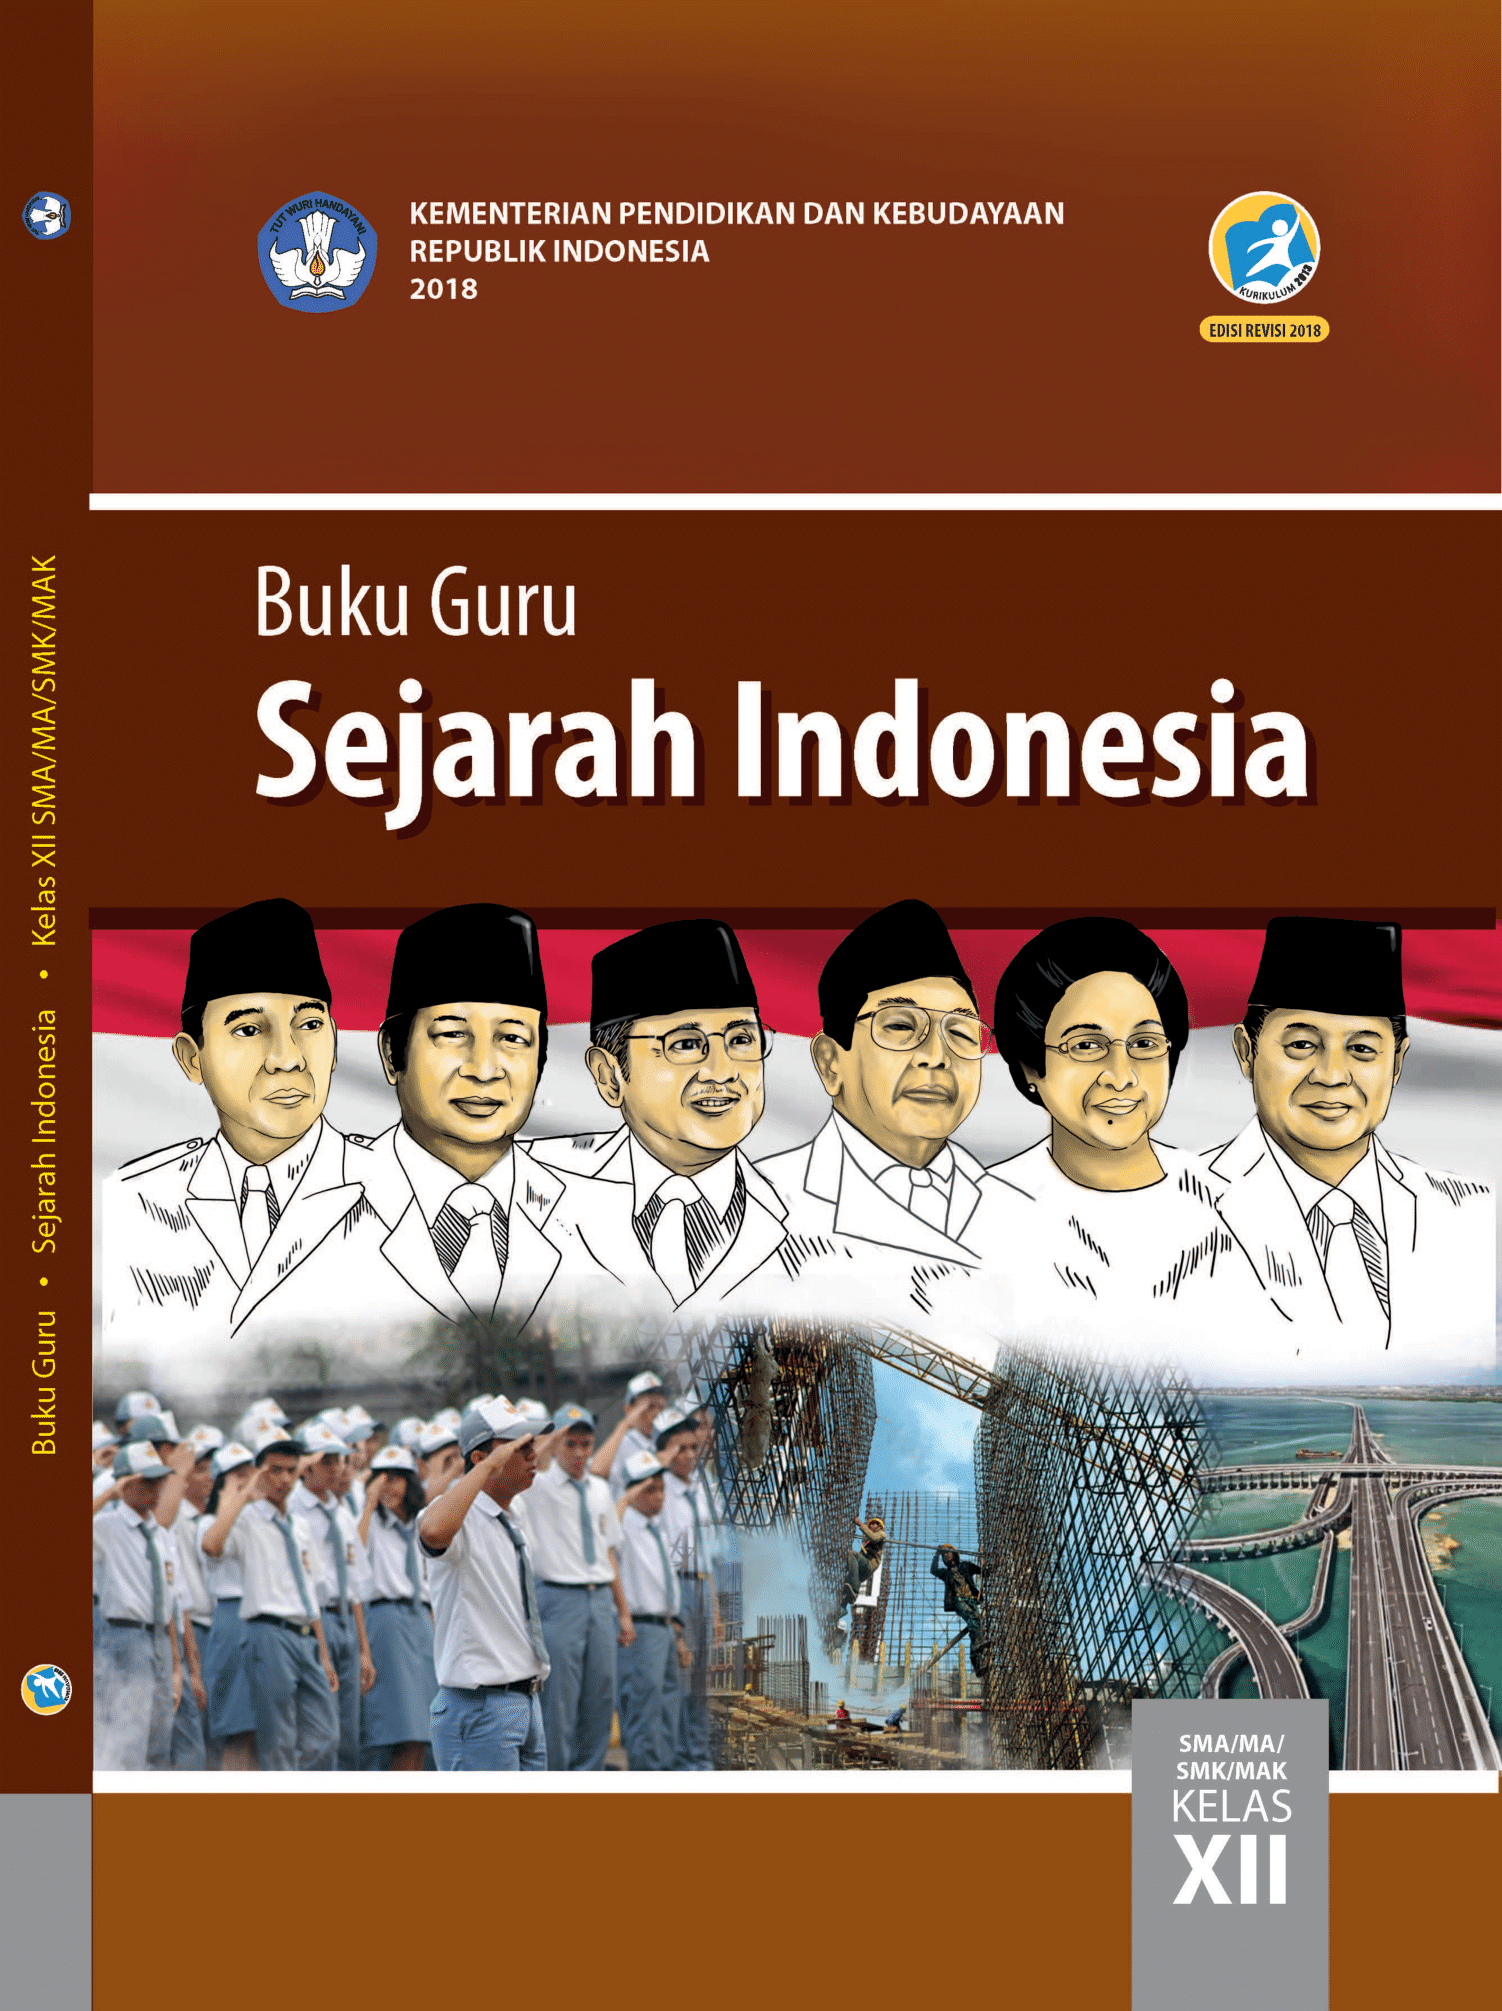 TUT WURI HANDAYANI
KEMENTERIAN PENDIDIKAN DAN KEBUDAYAAN
REPUBLIK INDONESIA
2018
KURIKULUM 2013
EDISI REVISI 2018
Buku Guru
Sejarah Indonesia
Buku Guru • Sejarah Indonesia • Kelas XII SMA/MA/SMK/MAK
SMA/MA/
SMK/MAK
KELAS
XII